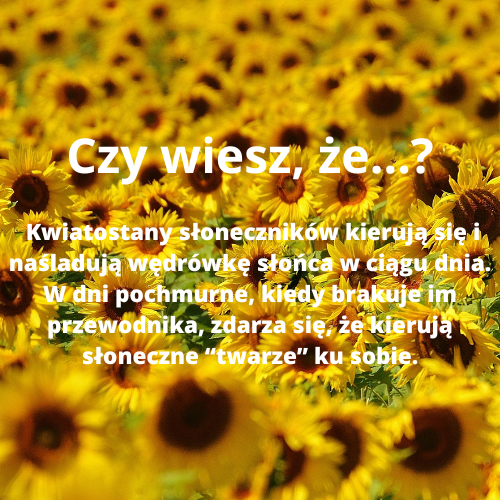 Czy wiesz, że...?
Kwiatostany słoneczników kierują się i
naśladują wędrówkę słońca w ciągu dnia.
W dni pochmurne, kiedy brakuje im
przewodnika, zdarza się, że kierują
słoneczne “twarze” ku sobie.